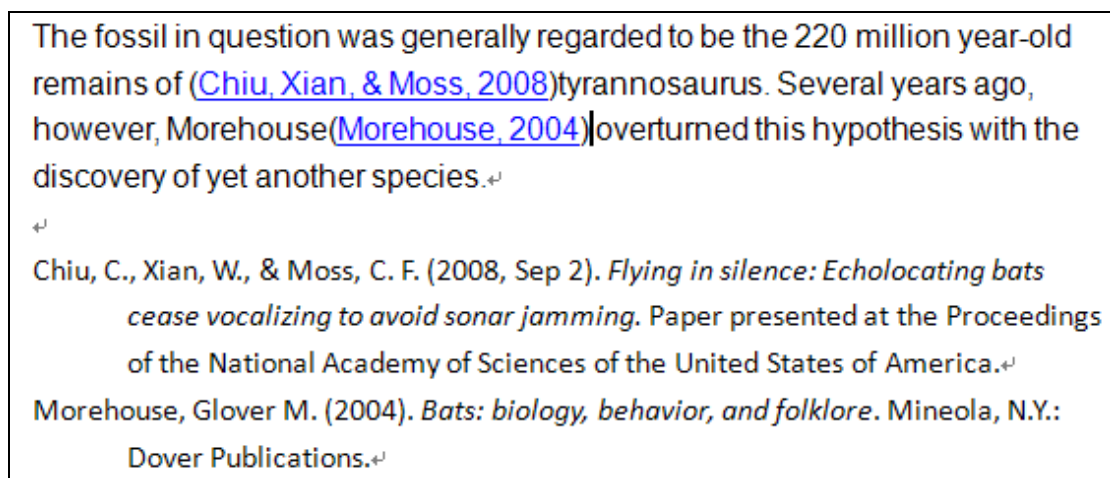 The fossil in question was generally regarded to be the 220 million year-old
remains of (Chiu, Xian, & Moss, 2008)tyrannosaurus. Several years ago,
however, Morehouse(Morehouse, 2004)overturned this hypothesis with the
discovery of yet another species.↵
↵
Chiu, C., Xian, W., & Moss, C. F. (2008, Sep 2). Flying in silence: Echolocating bats
cease vocalizing to avoid sonar jamming. Paper presented at the Proceedings
of the National Academy of Sciences of the United States of America.↵
Morehouse, Glover M. (2004). Bats: biology, behavior, and folklore. Mineola, N.Y.:
Dover Publications.↵